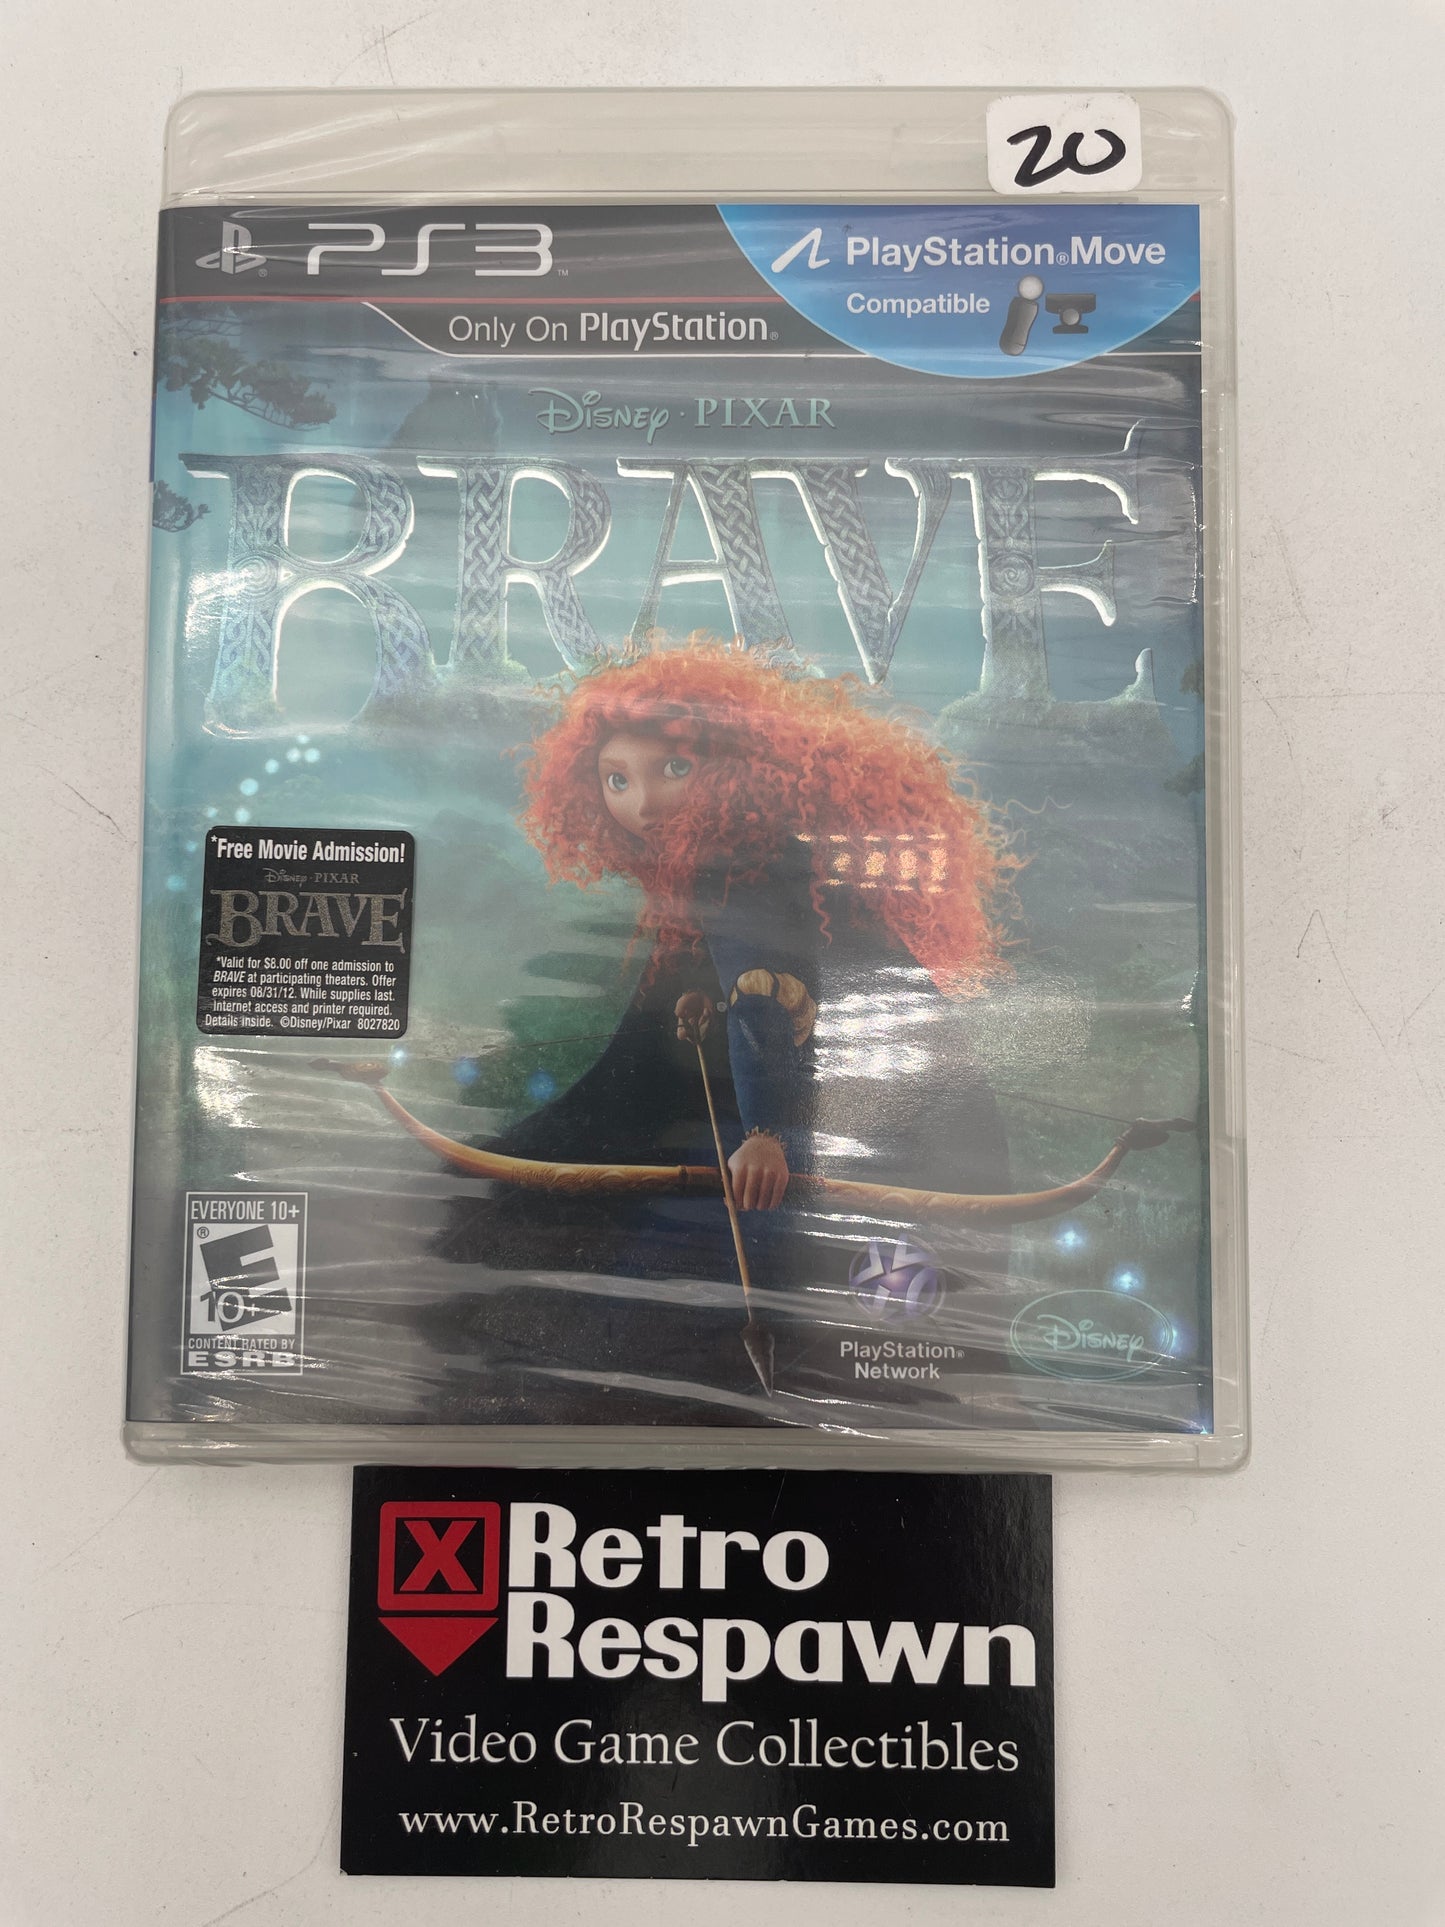 20
PS3™
PlayStation®Move
Compatible
Only On PlayStation®
Disney · PIXAR
BRAVE
*Free Movie Admission!
Disney · PIXAR
BRAVE
*Valid for $8.00 off one admission to
BRAVE at participating theaters. Offer
expires 08/31/12. While supplies last.
Internet access and printer required.
Details inside. ©Disney/Pixar 8027820
EVERYONE 10+
E
®
10+
CONTENT RATED BY
ESRB
PlayStation®
Network
Disney
X Retro
Respawn
Video Game Collectibles
www.RetroRespawnGames.com